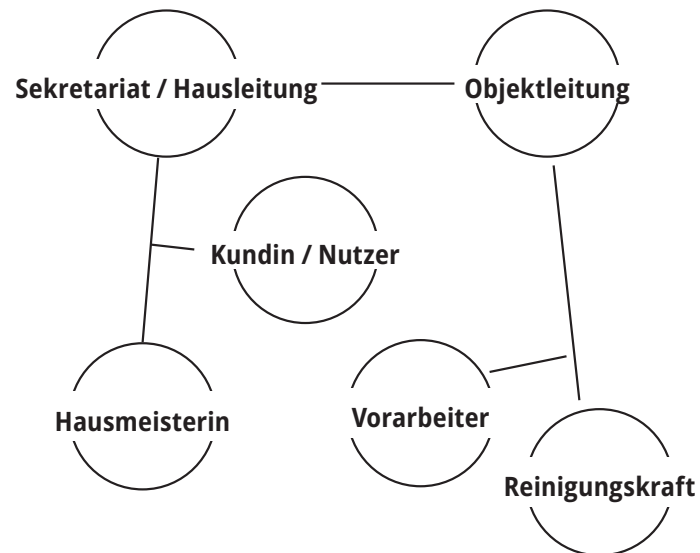 Sekretariat / Hausleitung
Objektleitung
Kundin / Nutzer
Hausmeisterin
Vorarbeiter
Reinigungskraft